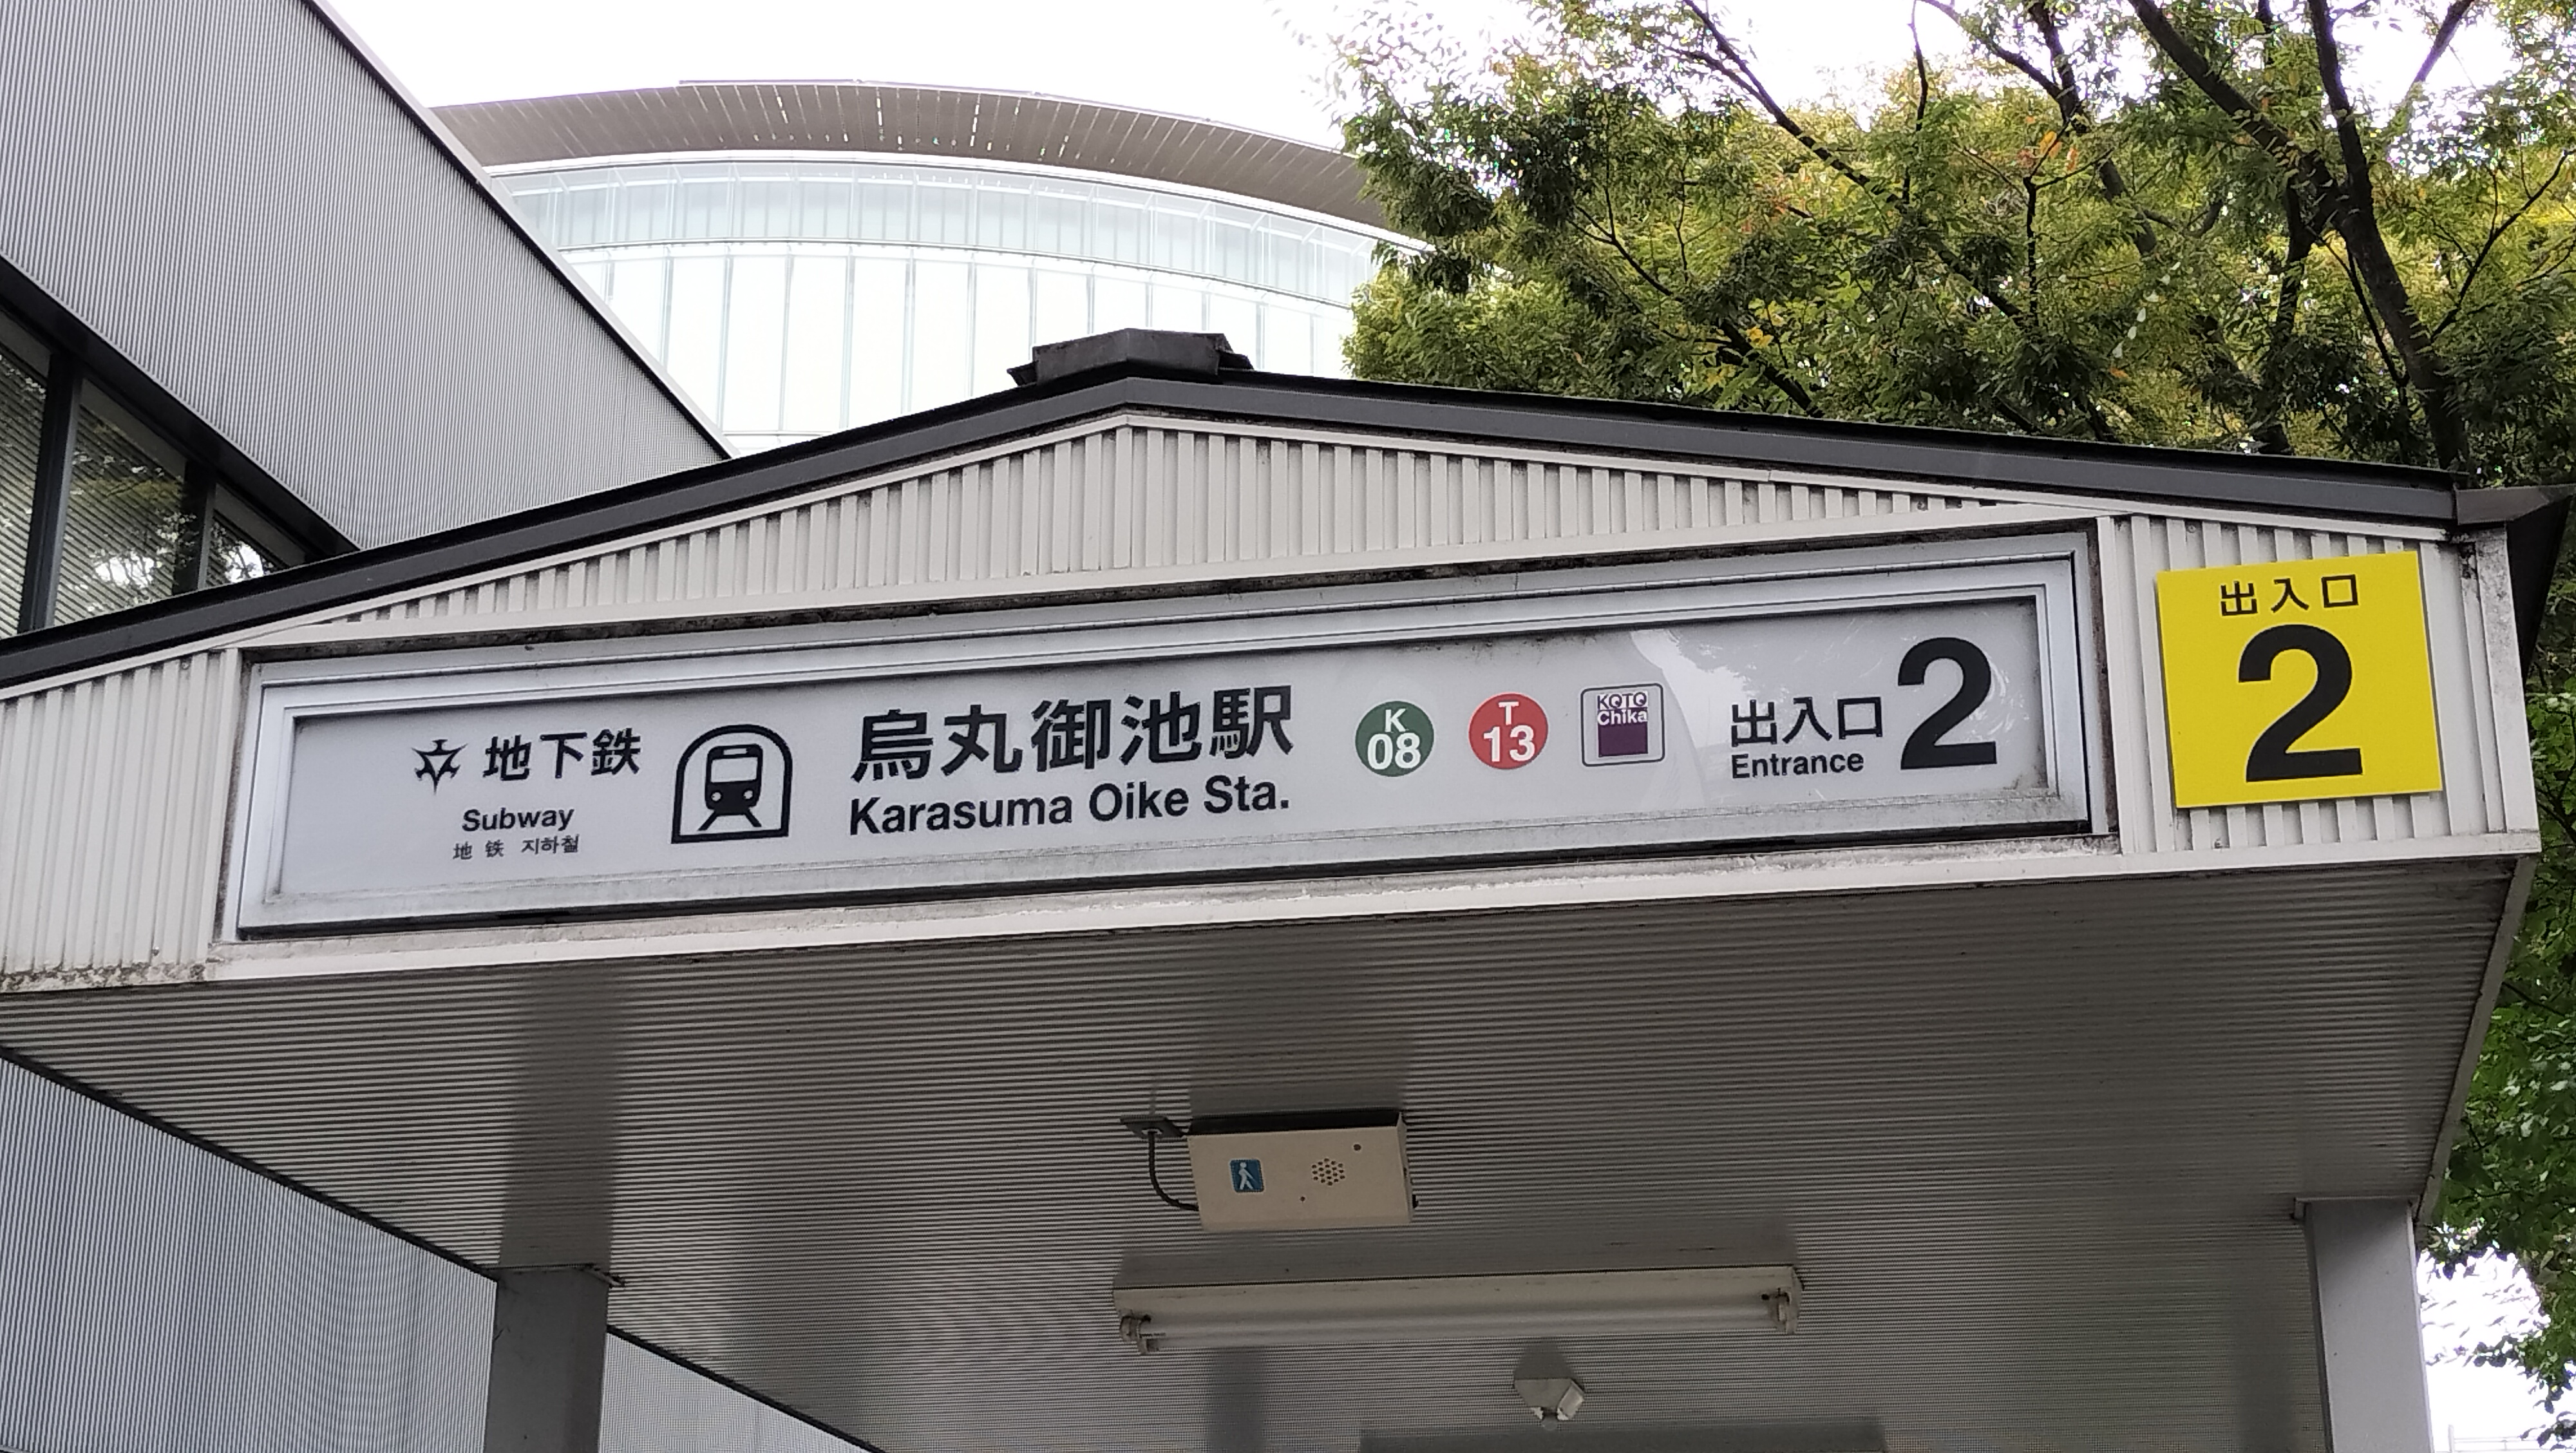 地下鉄
Subway
地 铁 지하철
烏丸御池駅
Karasuma Oike Sta.
K
08
T
13
KOTO
Chika
出入口
Entrance
2
出入口
2